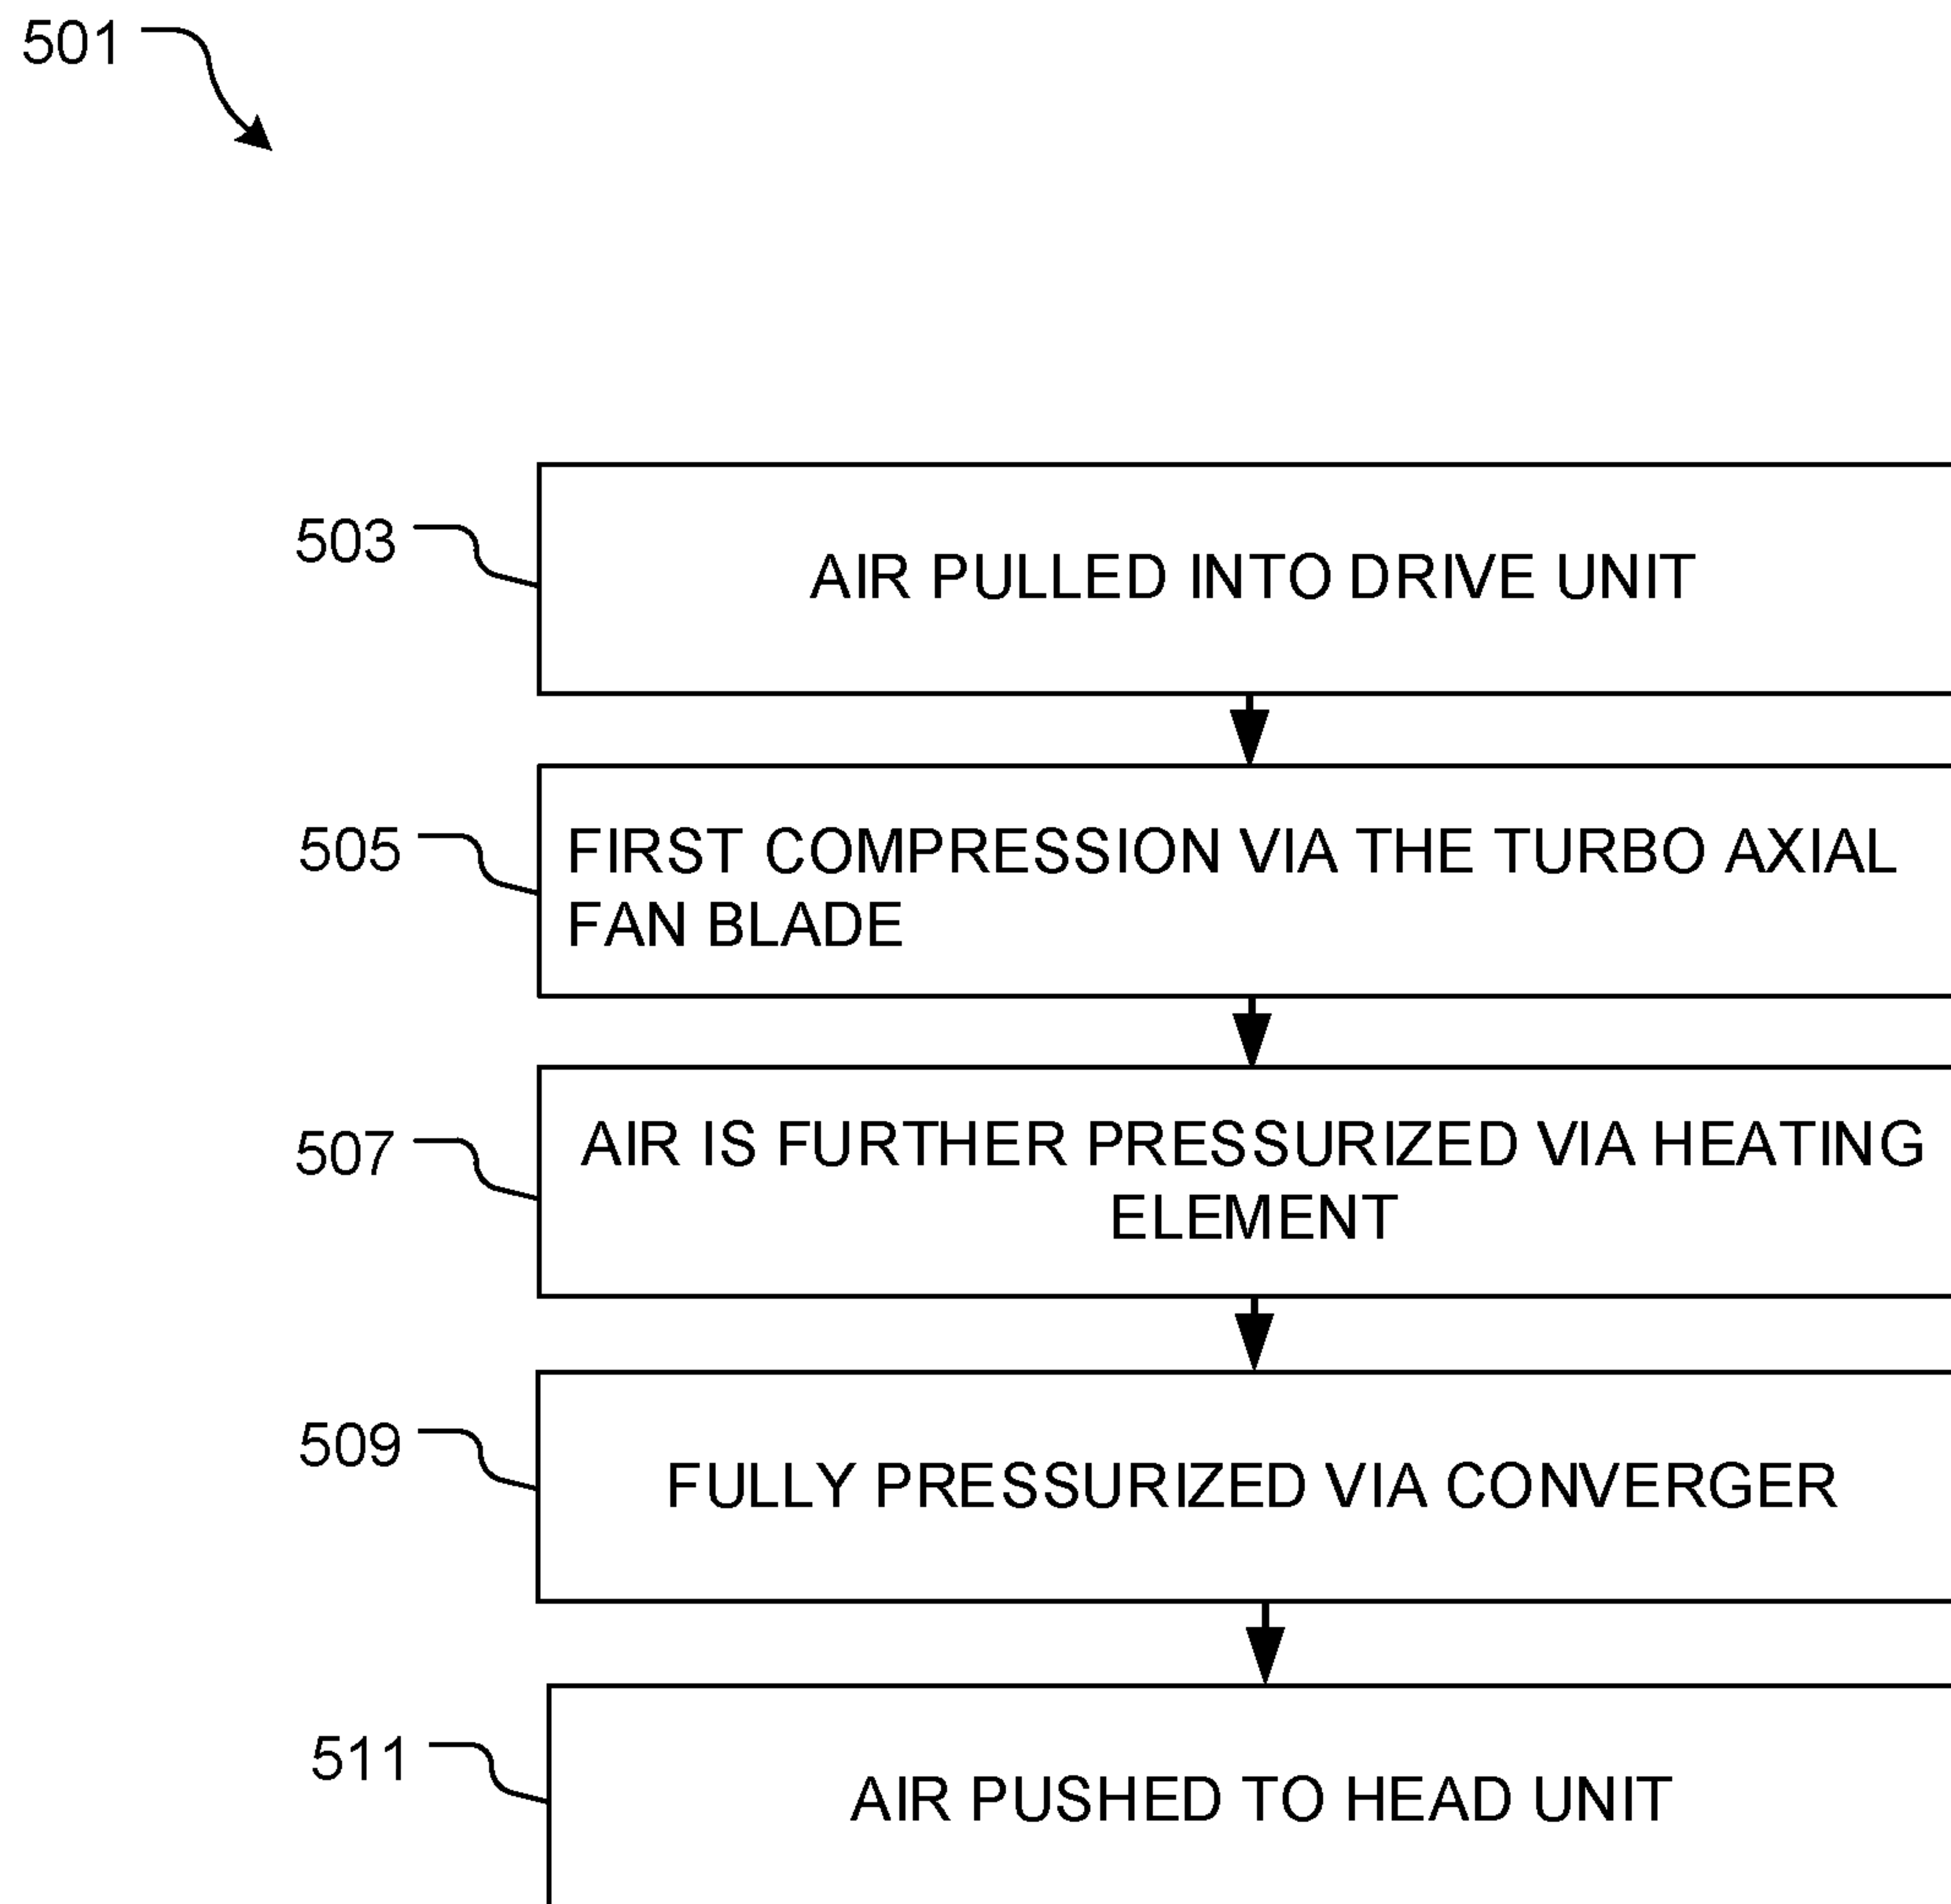 501
503
AIR PULLED INTO DRIVE UNIT
505
FIRST COMPRESSION VIA THE TURBO AXIAL
FAN BLADE
507
AIR IS FURTHER PRESSURIZED VIA HEATING
ELEMENT
509
FULLY PRESSURIZED VIA CONVERGER
511
AIR PUSHED TO HEAD UNIT